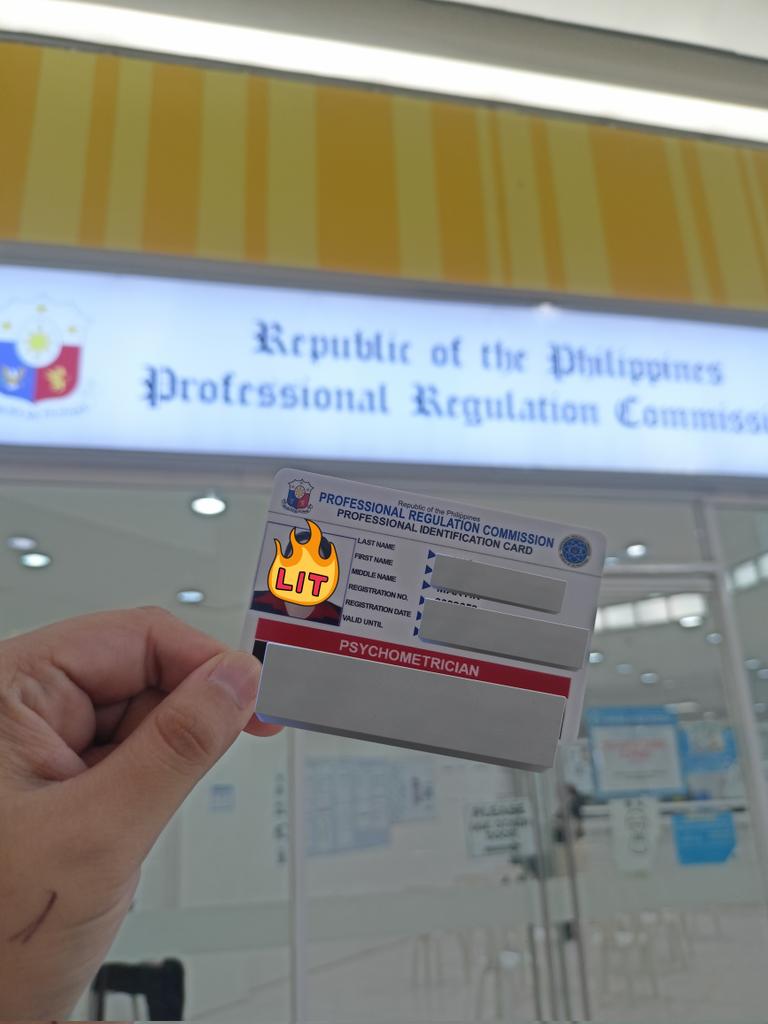 Republic of the Philippines
Professional Regulation
Republic of the Philippines
PROFESSIONAL REGULATION COMMISSION
PROFESSIONAL IDENTIFICATION CARD
LIT
LAST NAME
FIRST NAME
MIDDLE NAME
REGISTRATION NO.
REGISTRATION DATE
VALID UNTIL
PSYCHOMETRICIAN
PLEASE